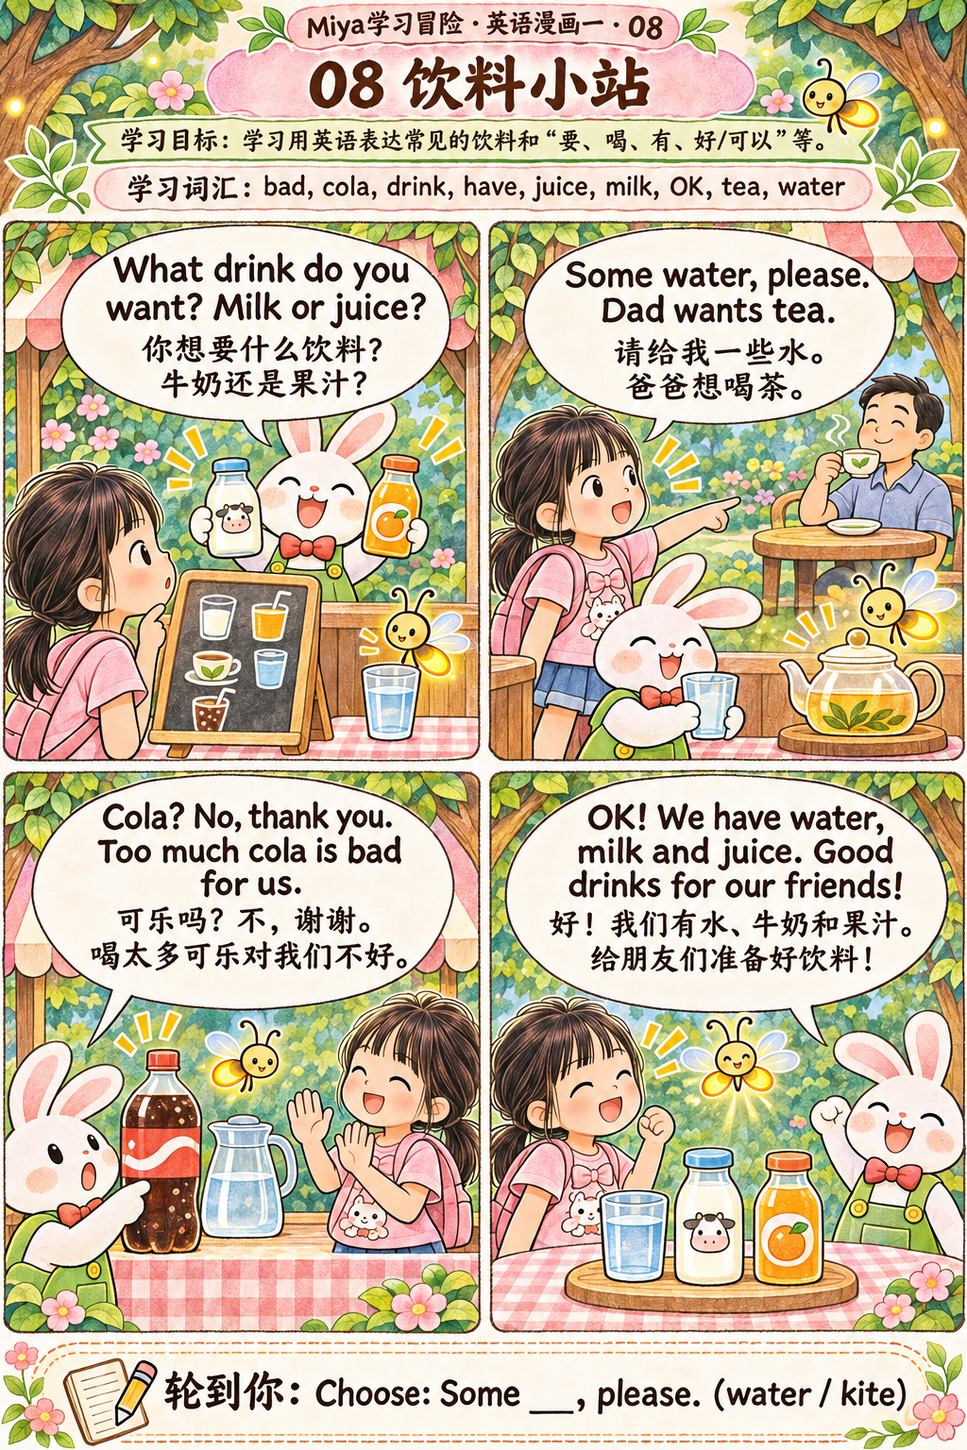 Miya学习冒险·英语漫画一·08
08 饮料小站
学习目标：学习用英语表达常见的饮料和“要、喝、有、好/可以”等。
学习词汇：bad, cola, drink, have, juice, milk, OK, tea, water
What drink do you
want? Milk or juice?
你想要什么饮料？
牛奶还是果汁？
Some water, please.
Dad wants tea.
请给我一些水。
爸爸想喝茶。
Cola? No, thank you.
Too much cola is bad
for us.
可乐吗？不，谢谢。
喝太多可乐对我们不好。
OK! We have water,
milk and juice. Good
drinks for our friends!
好！我们有水、牛奶和果汁。
给朋友们准备好饮料！
轮到你：Choose: Some __, please. (water / kite)